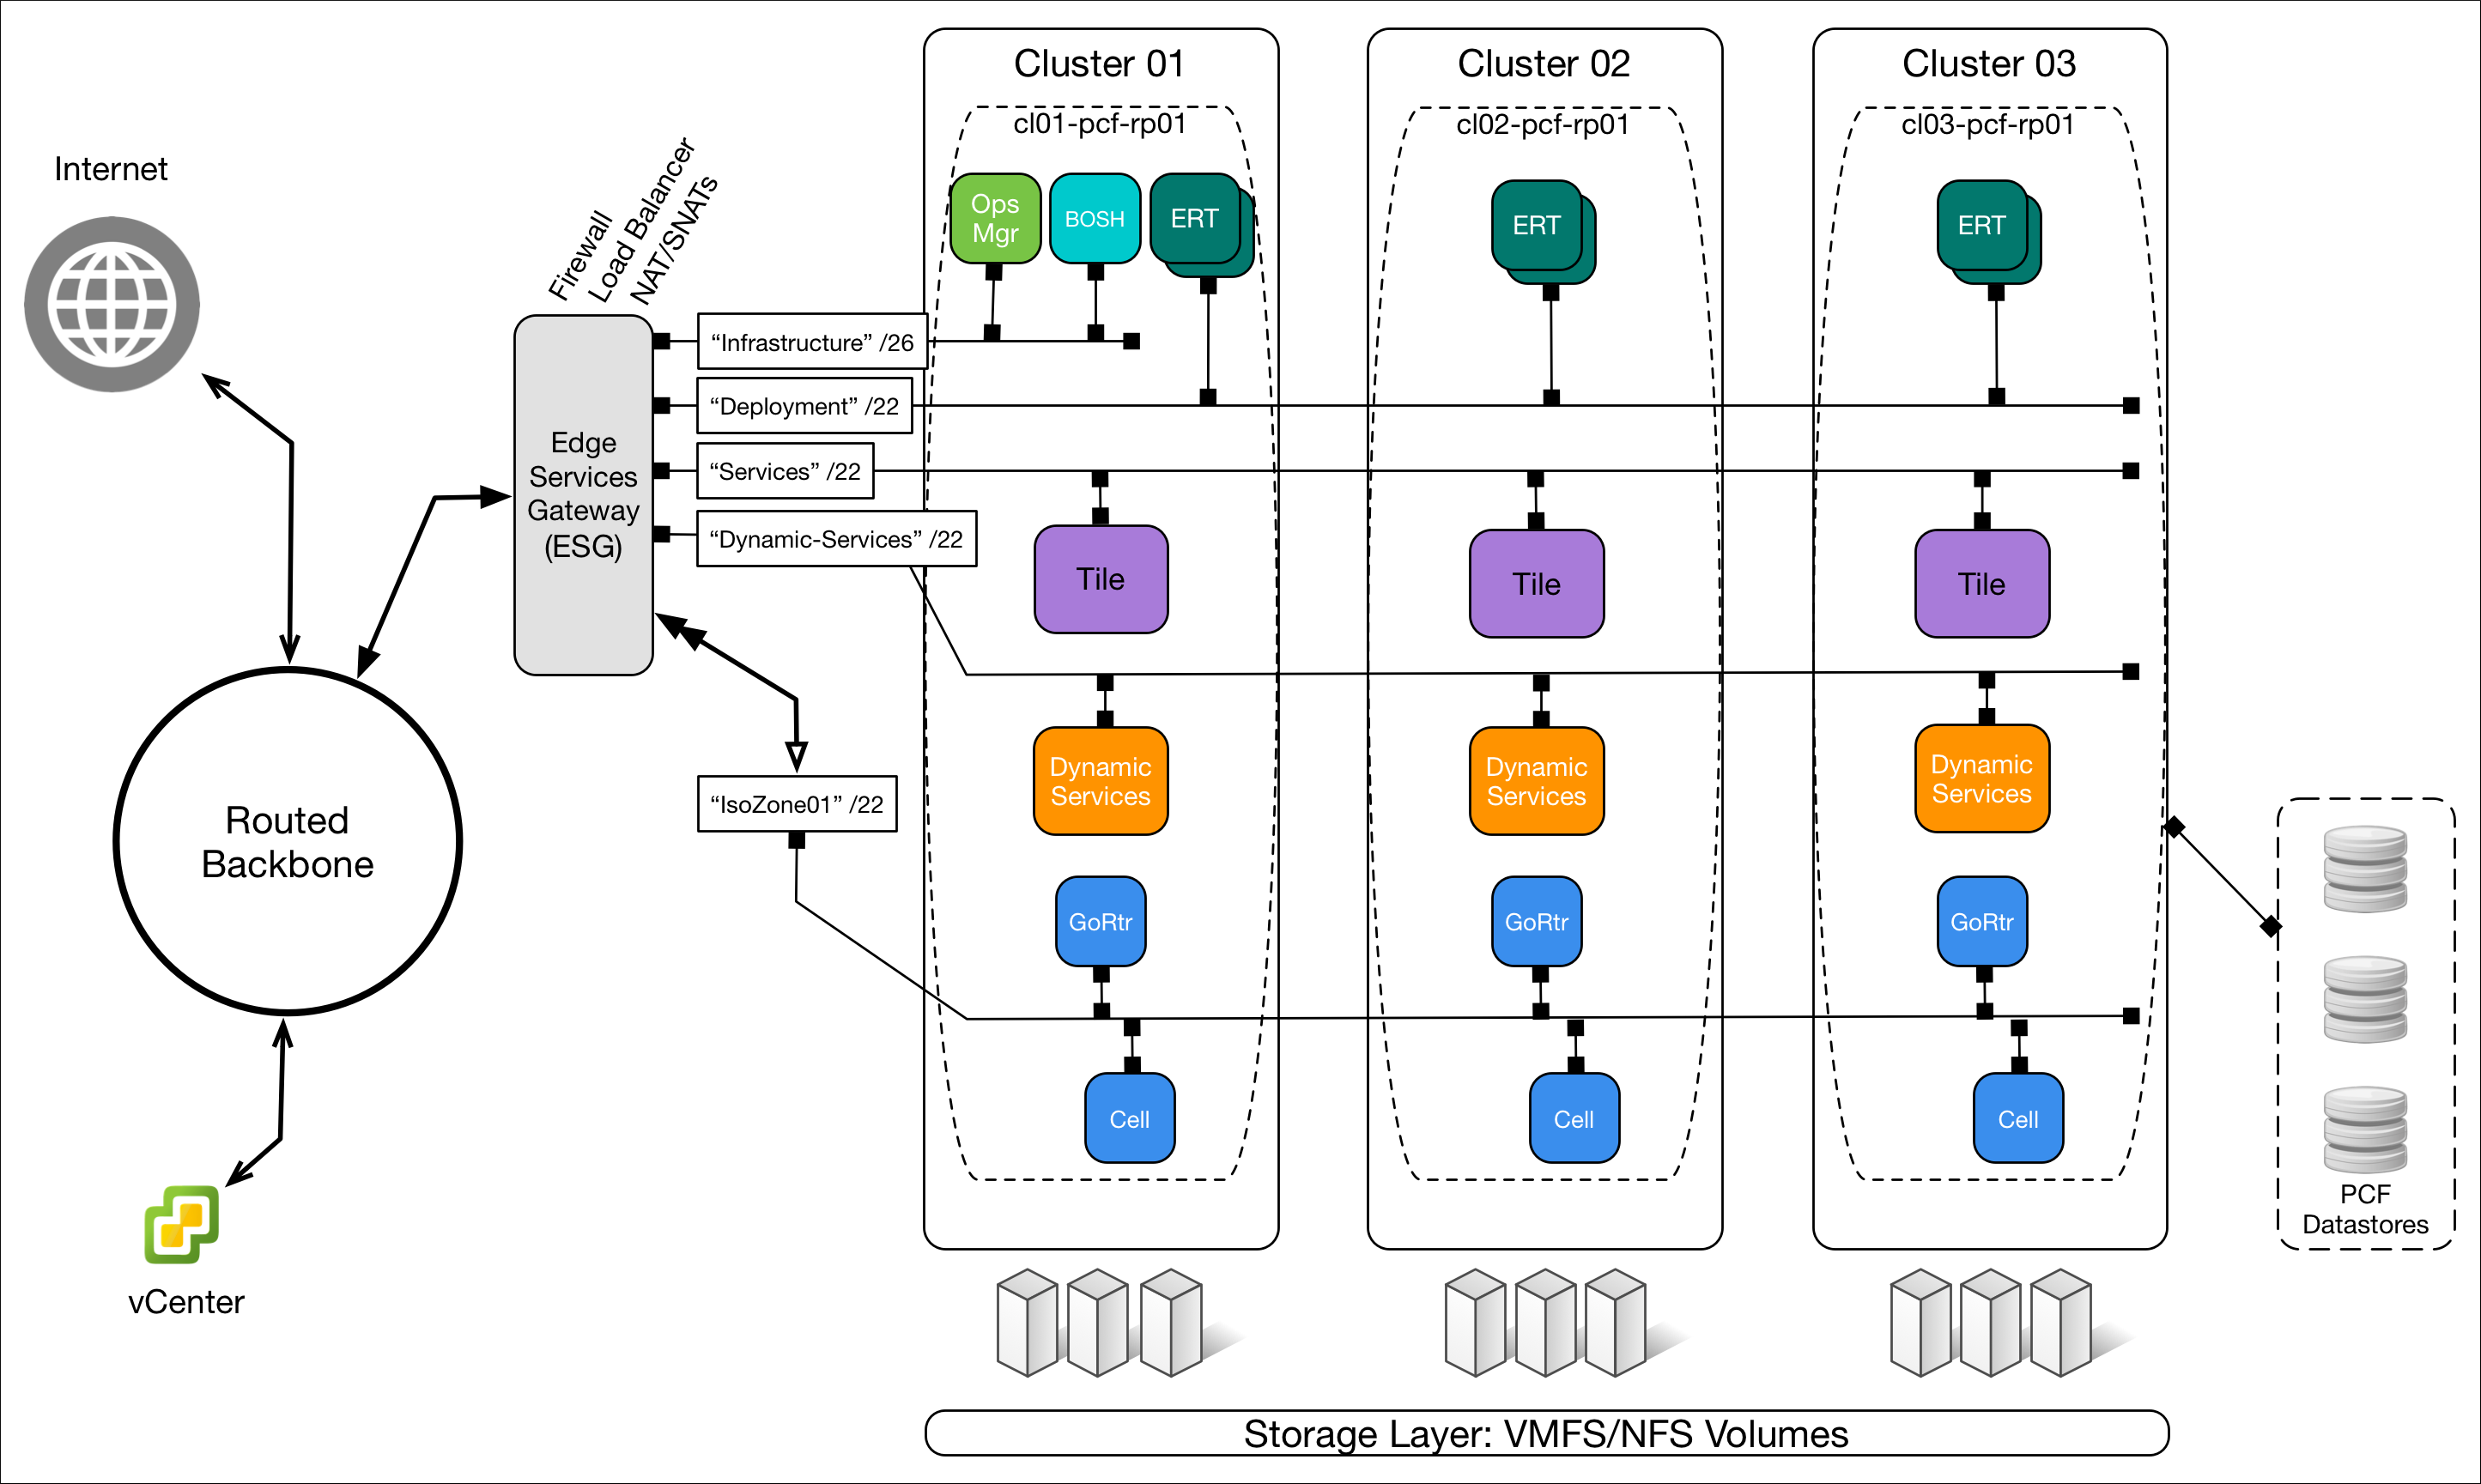 Internet
Routed
Backbone
vCenter
Firewall
Load Balancer
NAT/SNATs
Edge
Services
Gateway
(ESG)
“Infrastructure” /26
“Deployment” /22
“Services” /22
“Dynamic-Services” /22
“IsoZone01” /22
Cluster 01
cl01-pcf-rp01
Ops
Mgr
BOSH
ERT
Tile
Dynamic
Services
GoRtr
Cell
Cluster 02
cl02-pcf-rp01
ERT
Tile
Dynamic
Services
GoRtr
Cell
Cluster 03
cl03-pcf-rp01
ERT
Tile
Dynamic
Services
GoRtr
Cell
PCF
Datastores
Storage Layer: VMFS/NFS Volumes